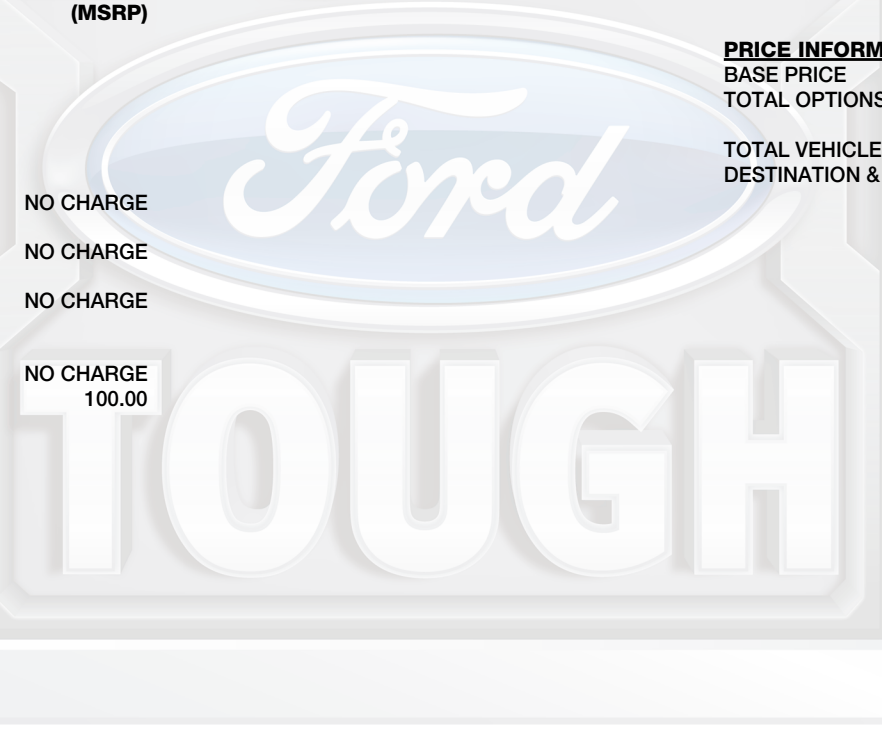 (MSRP)
NO CHARGE
NO CHARGE
NO CHARGE
NO CHARGE
100.00
PRICE INFORM
BASE PRICE
TOTAL OPTIONS
TOTAL VEHICLE
DESTINATION &
Ford
TOUGH